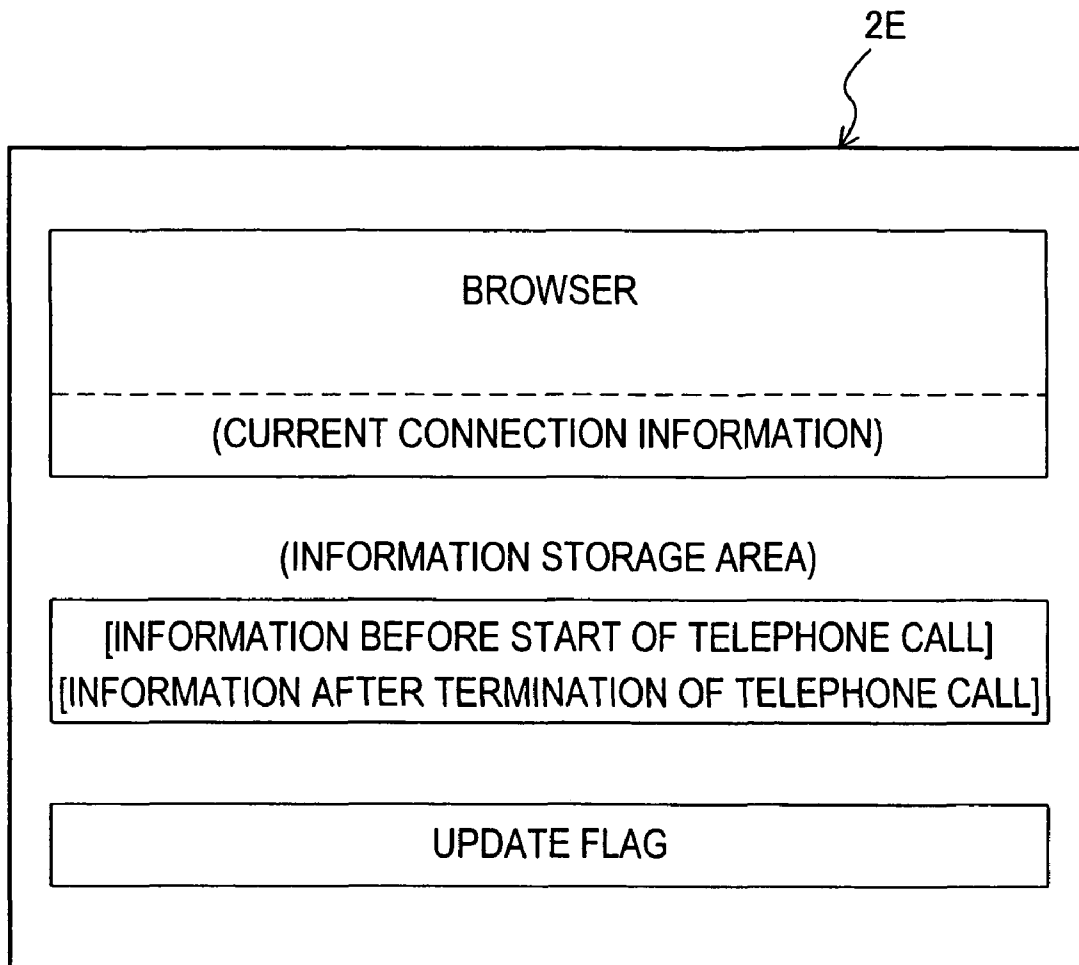 2E
BROWSER
(CURRENT CONNECTION INFORMATION)
(INFORMATION STORAGE AREA)
[INFORMATION BEFORE START OF TELEPHONE CALL]
[INFORMATION AFTER TERMINATION OF TELEPHONE CALL]
UPDATE FLAG